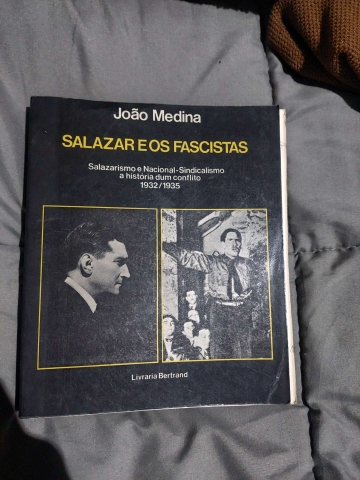 João Medina
SALAZAR E OS FASCISTAS
Salazarismo e Nacional-Sindicalismo
a história dum conflito
1932/1935
Livraria Bertrand